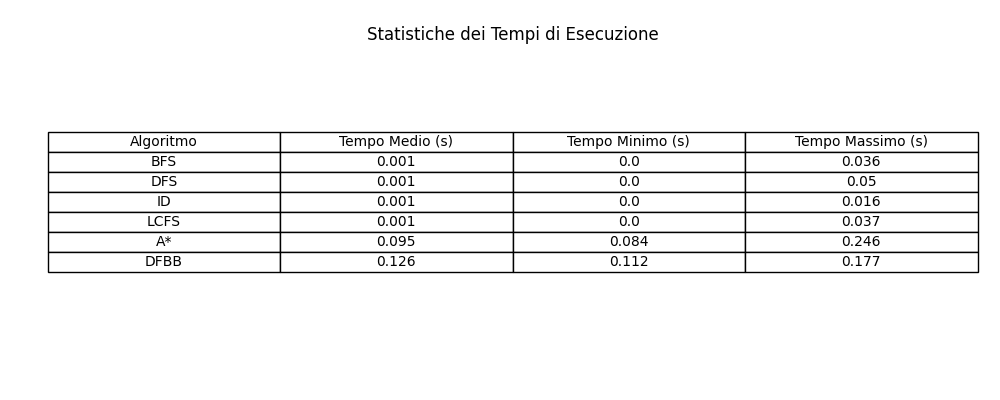 Statistiche dei Tempi di Esecuzione
Algoritmo Tempo Medio (s) Tempo Minimo (s) Tempo Massimo (s)
BFS 0.001 0.0 0.036
DFS 0.001 0.0 0.05
ID 0.001 0.0 0.016
LCFS 0.001 0.0 0.037
A* 0.095 0.084 0.246
DFBB 0.126 0.112 0.177